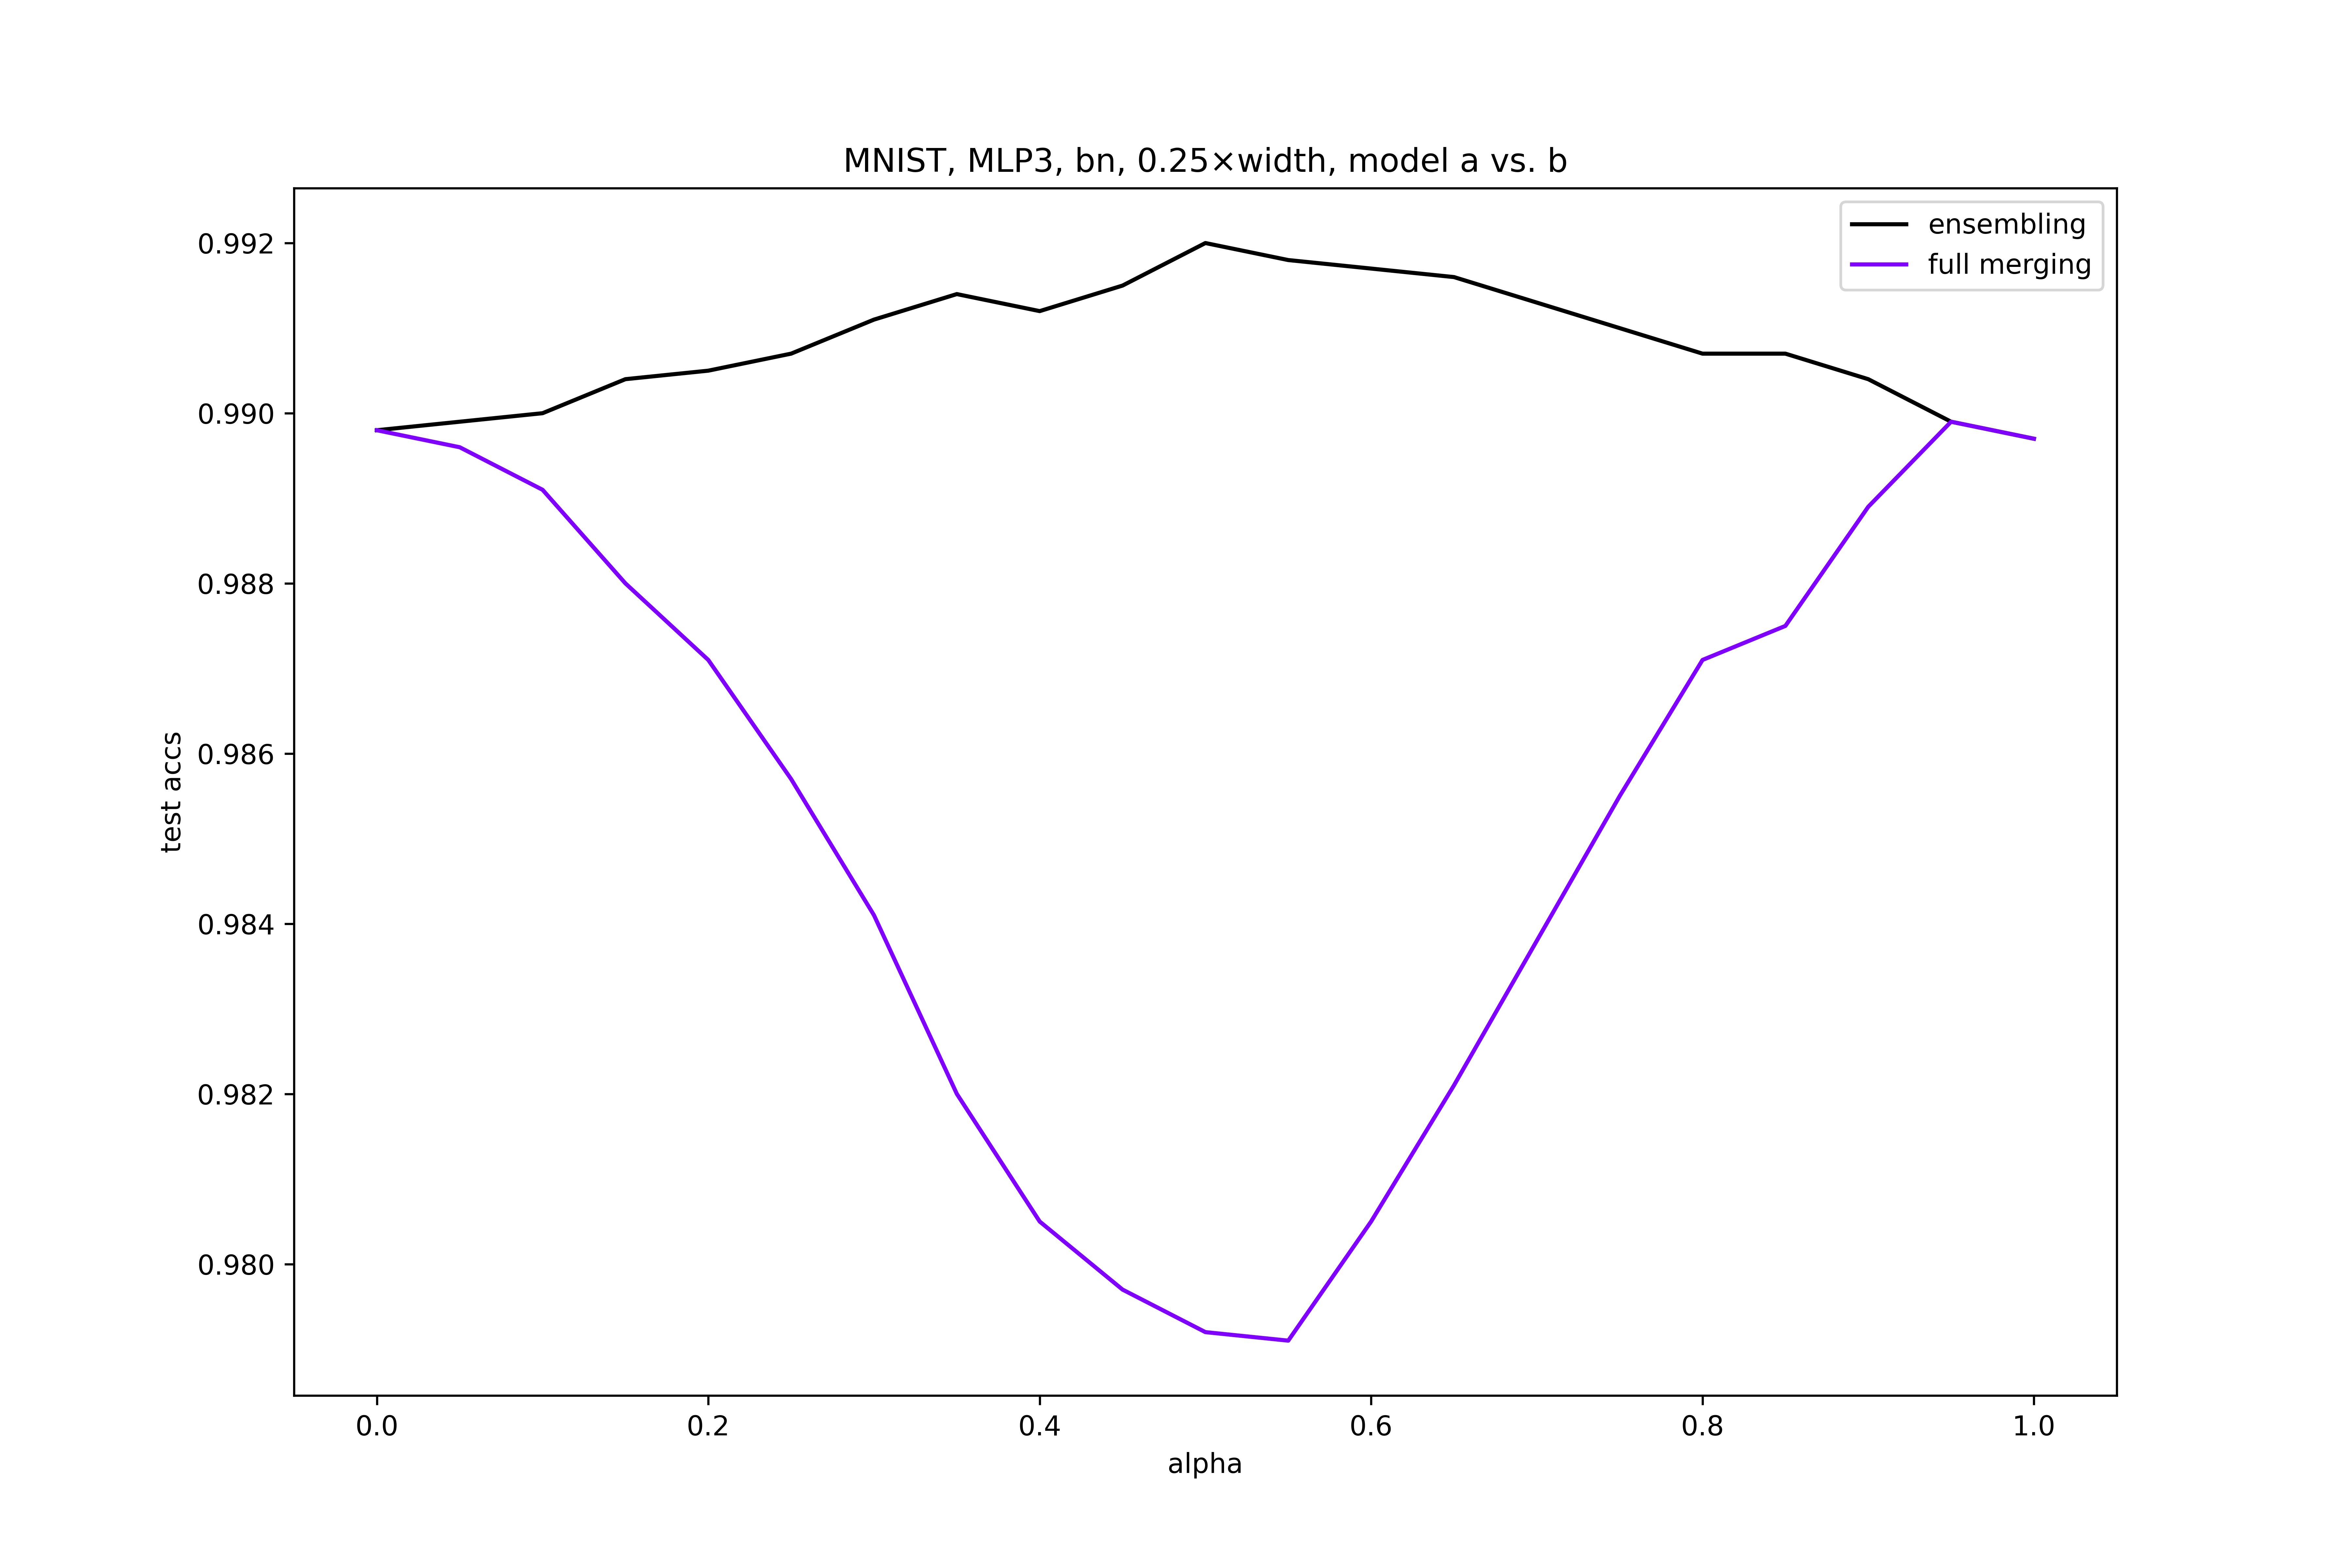 MNIST, MLP3, bn, 0.25×width, model a vs. b
ensembling
full merging
test accs
0.992
0.990
0.988
0.986
0.984
0.982
0.980
0.0 0.2 0.4 0.6 0.8 1.0
alpha